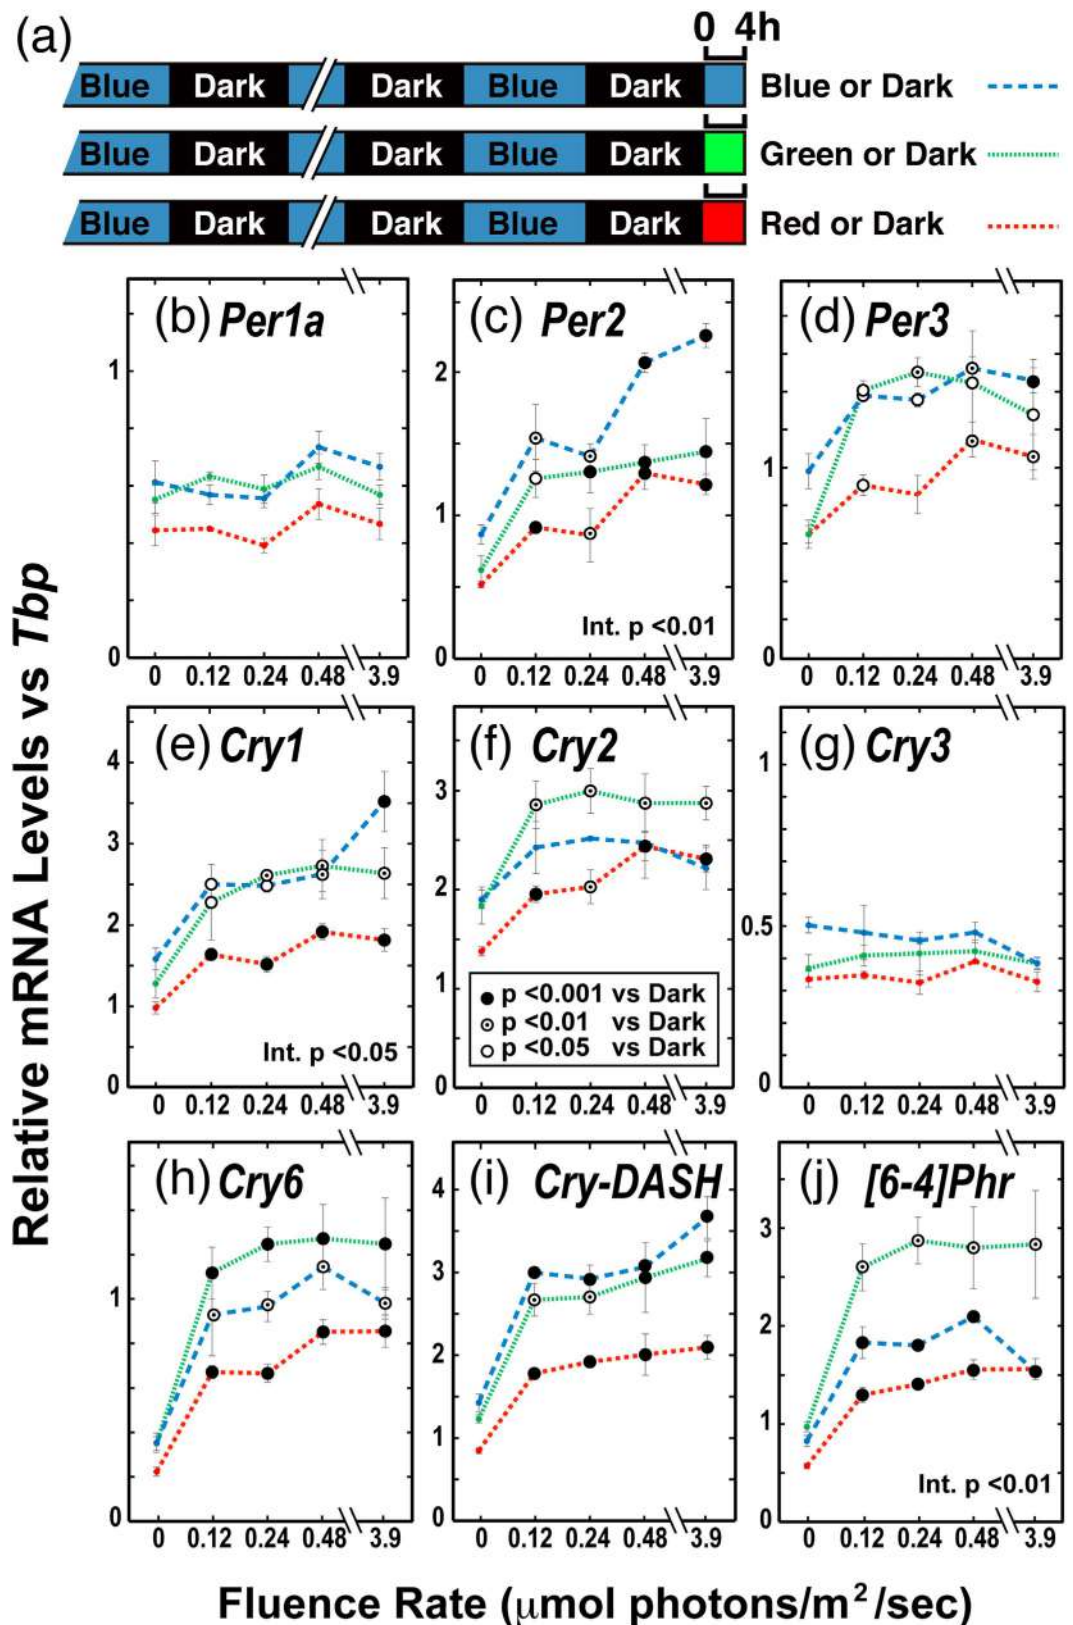 (a)
0 4h
Blue Dark Dark Blue Dark Blue or Dark
Blue Dark Dark Blue Dark Green or Dark
Blue Dark Dark Blue Dark Red or Dark
Relative mRNA Levels vs Tbp
(b) Per1a
1
0
0 0.12 0.24 0.48 3.9
(c) Per2
2
1
0
Int. p <0.01
0 0.12 0.24 0.48 3.9
(d) Per3
1
0
0 0.12 0.24 0.48 3.9
(e) Cry1
4
3
2
1
0
Int. p <0.05
0 0.12 0.24 0.48 3.9
(f) Cry2
3
2
1
0
p <0.001 vs Dark
p <0.01 vs Dark
p <0.05 vs Dark
0 0.12 0.24 0.48 3.9
(g) Cry3
1
0.5
0
0 0.12 0.24 0.48 3.9
(h) Cry6
1
0
0 0.12 0.24 0.48 3.9
(i) Cry-DASH
4
3
2
1
0
0 0.12 0.24 0.48 3.9
(j) [6-4]Phr
3
2
1
0
Int. p <0.01
0 0.12 0.24 0.48 3.9
Fluence Rate (μmol photons/m²/sec)